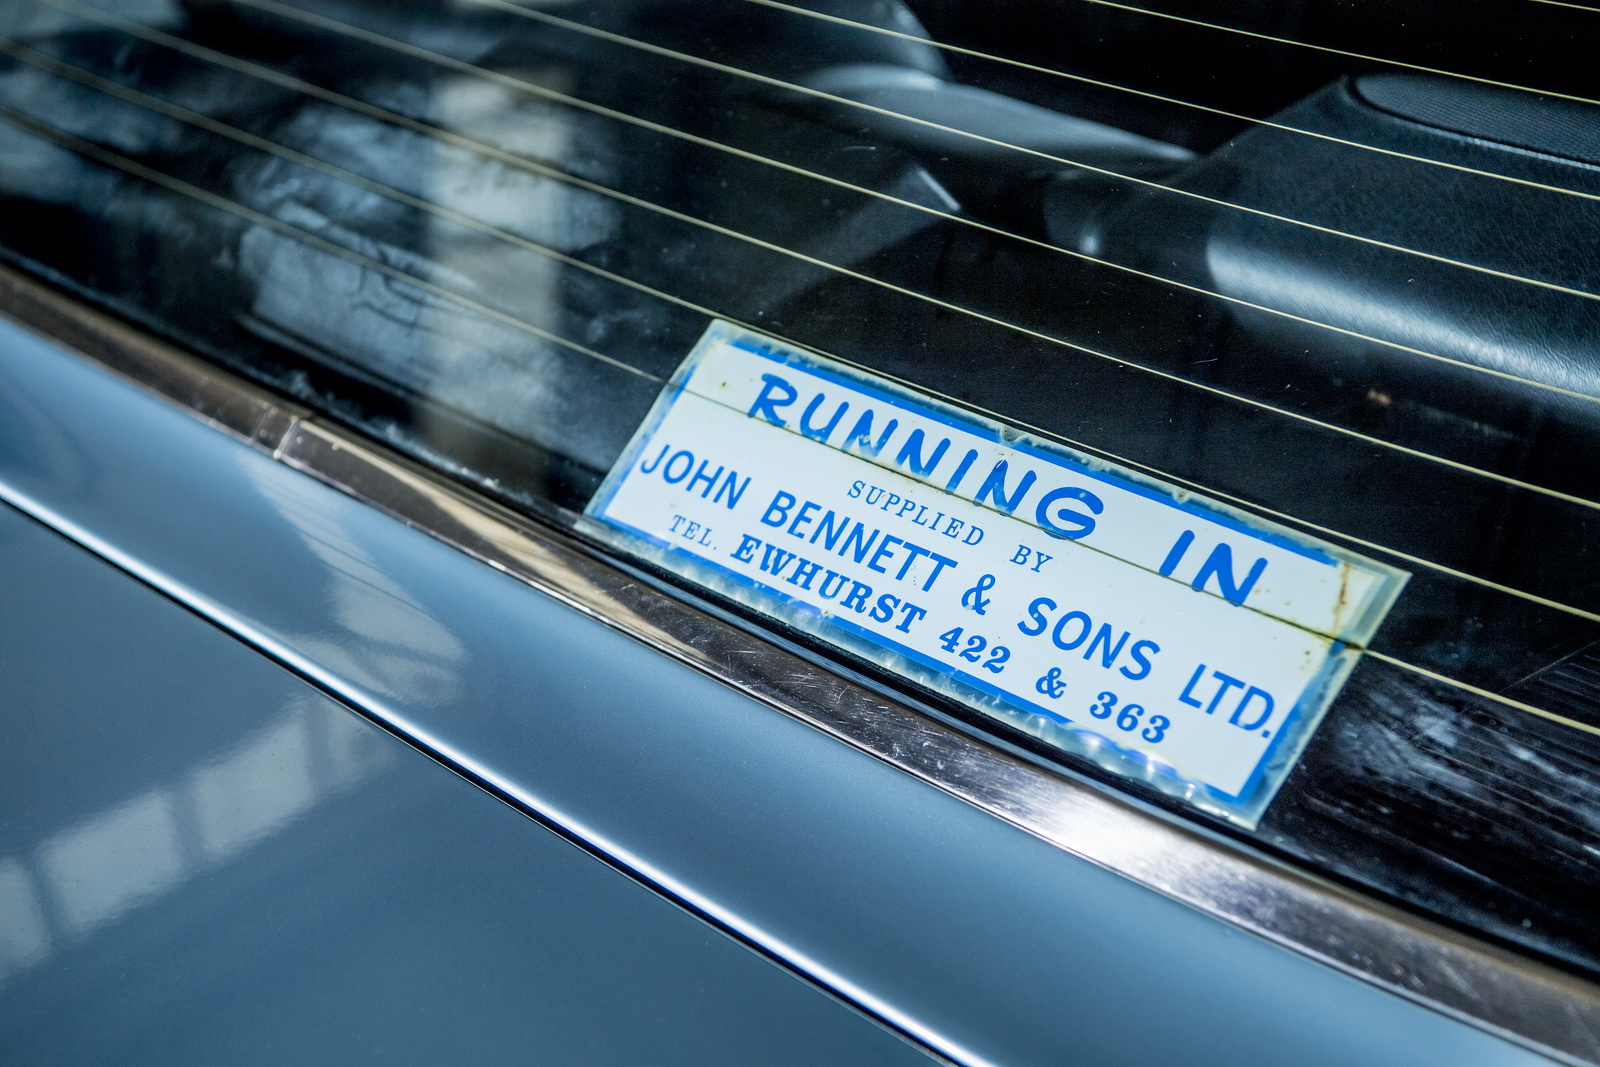 RUNNING IN
SUPPLIED BY
JOHN BENNETT & SONS LTD.
TEL. EWHURST 422 & 363